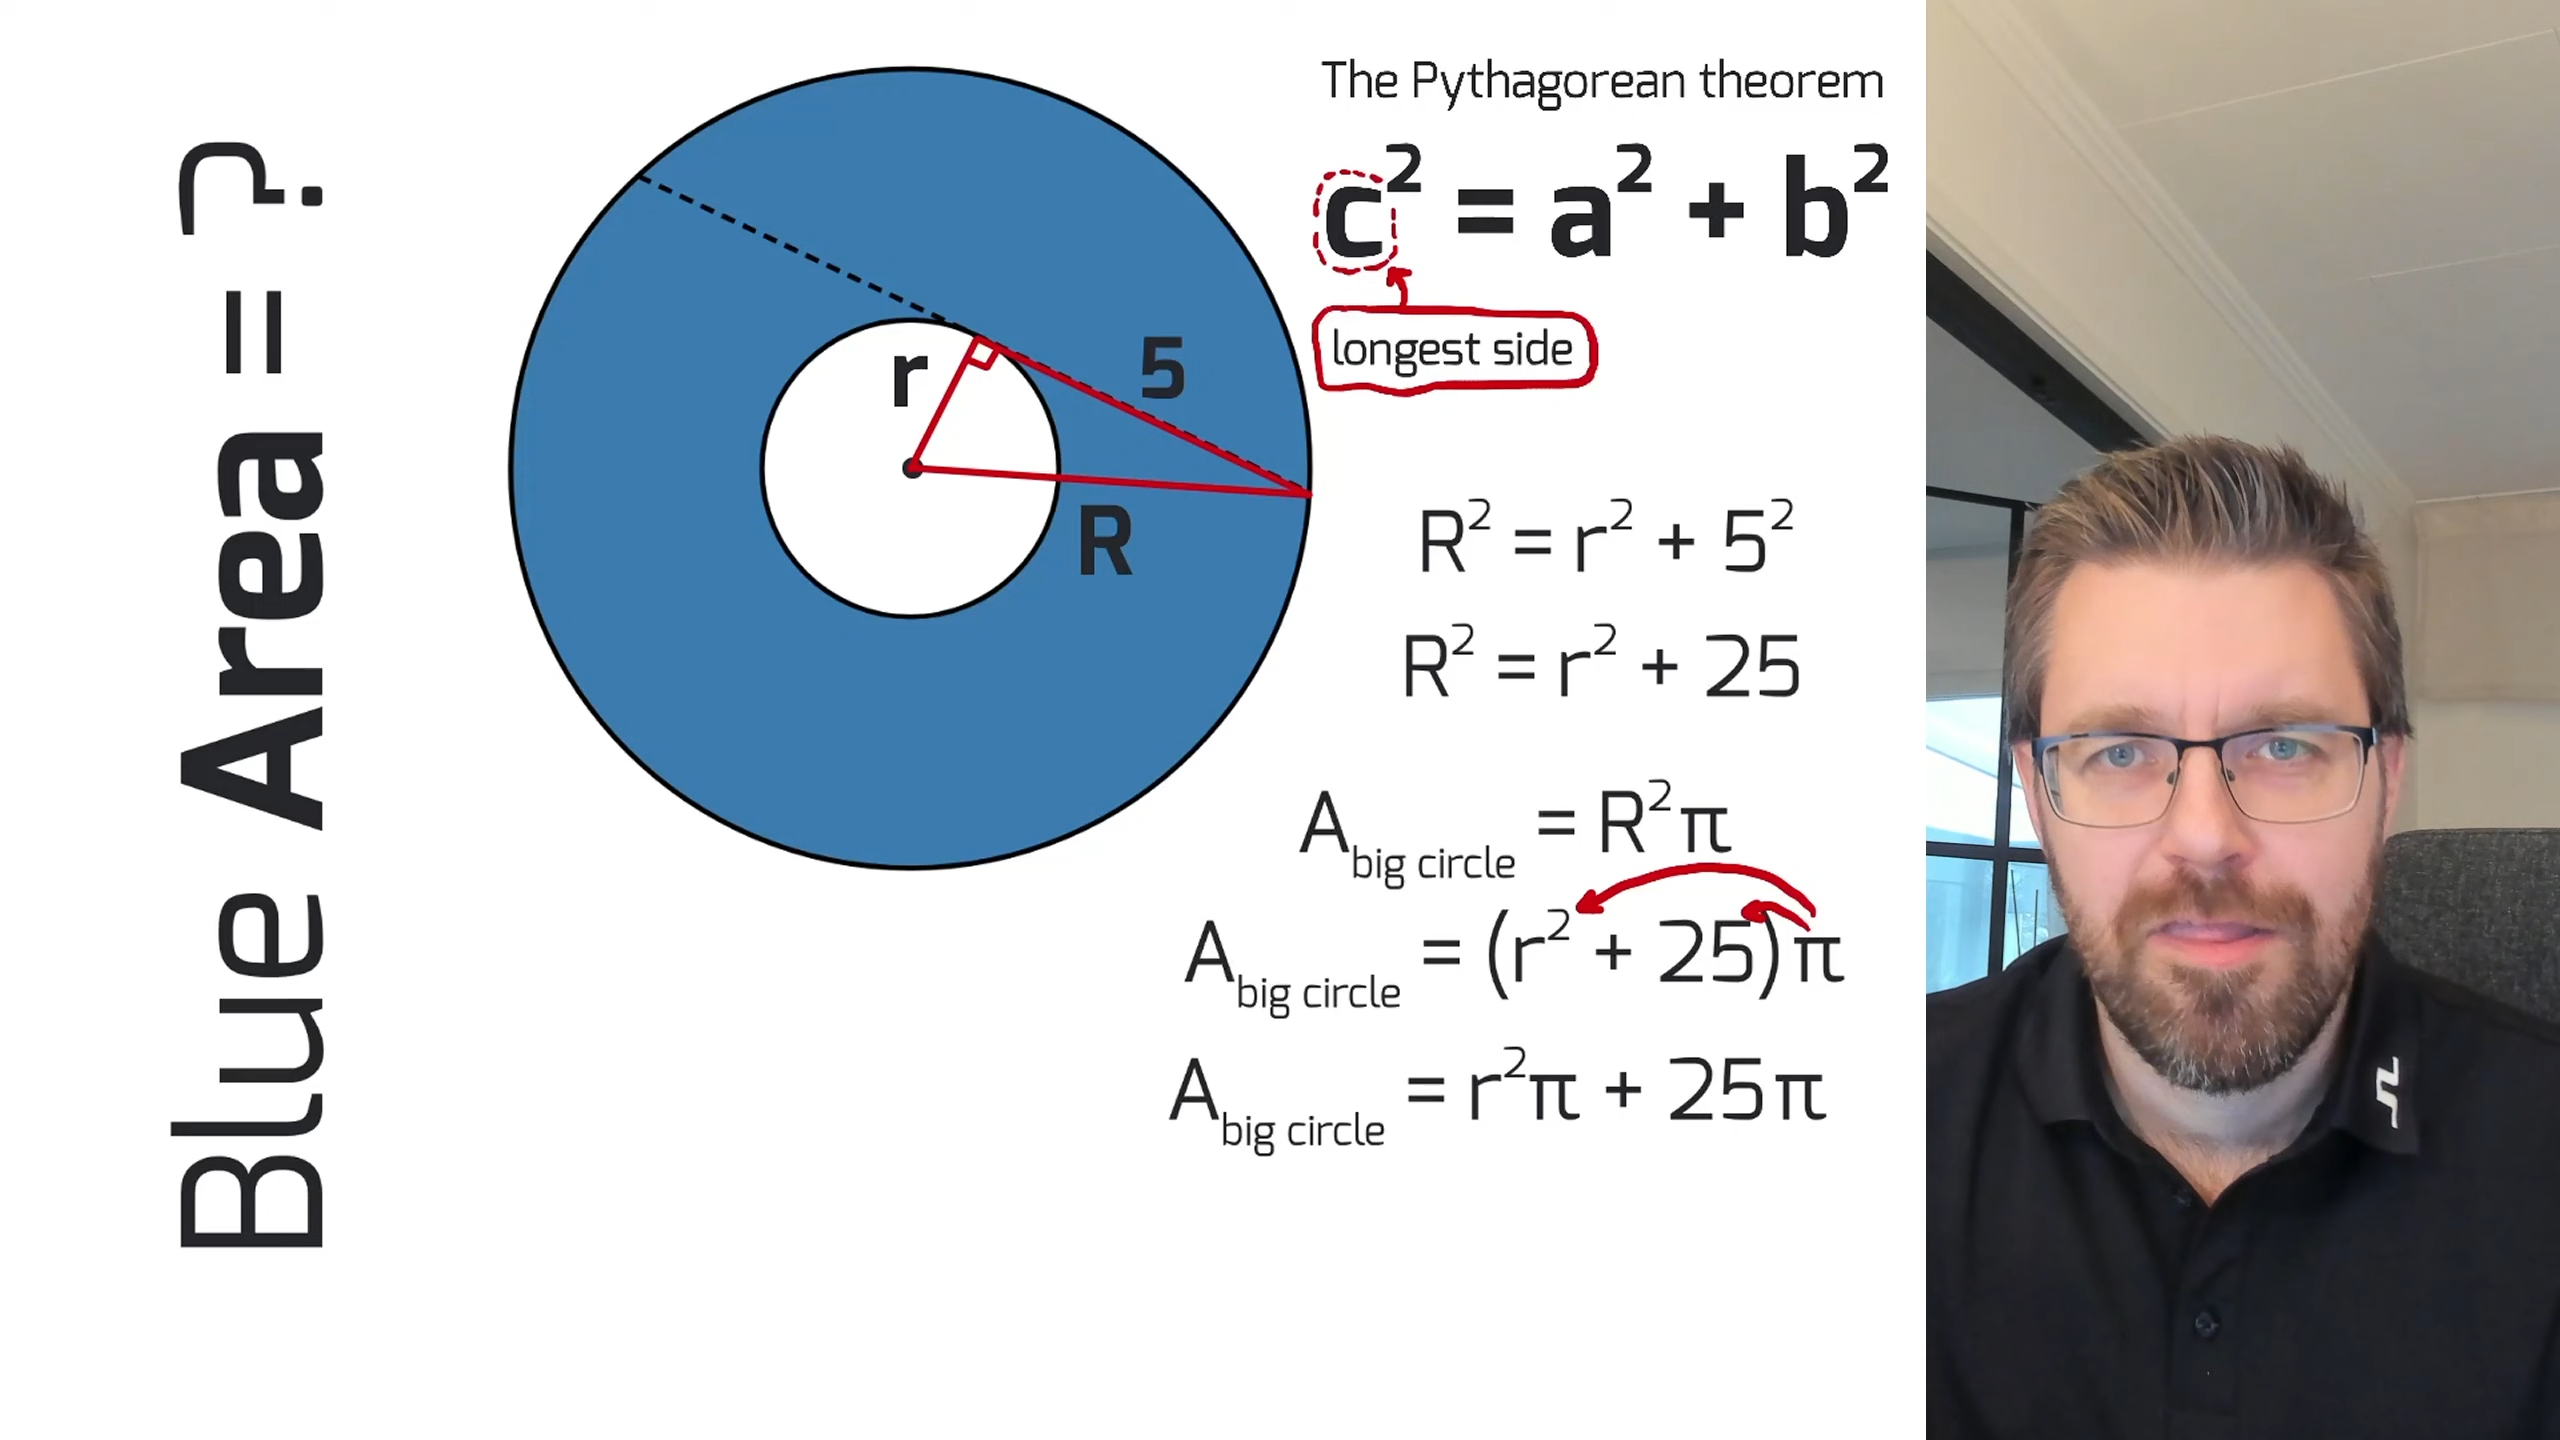 Blue Area = ?
r
5
R
The Pythagorean theorem
c² = a² + b²
longest side
R² = r² + 5²
R² = r² + 25
A big circle = R²π
A big circle = (r² + 25)π
A big circle = r²π + 25π